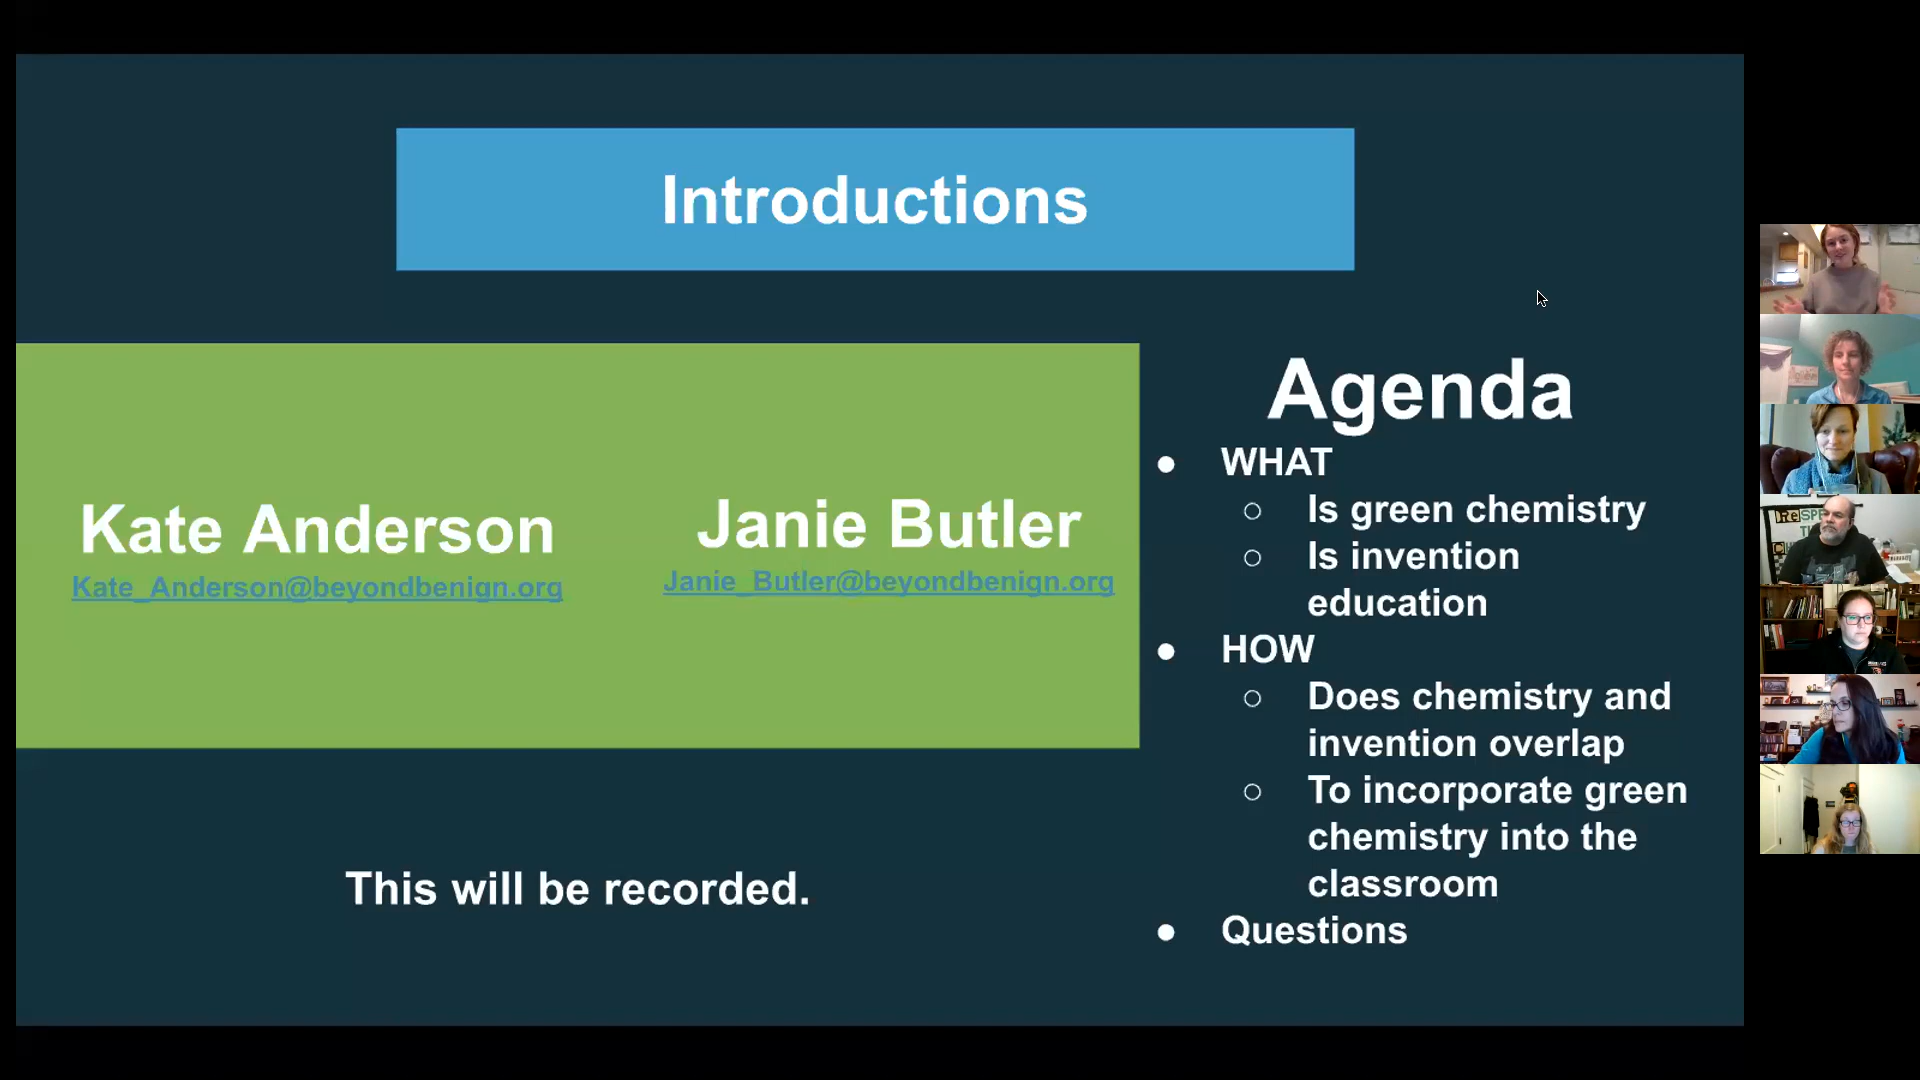 Introductions
Kate Anderson
Kate_Anderson@beyondbenign.org
Janie Butler
Janie_Butler@beyondbenign.org
This will be recorded.
Agenda
● WHAT
○ Is green chemistry
○ Is invention
education
● HOW
○ Does chemistry and
invention overlap
○ To incorporate green
chemistry into the
classroom
● Questions